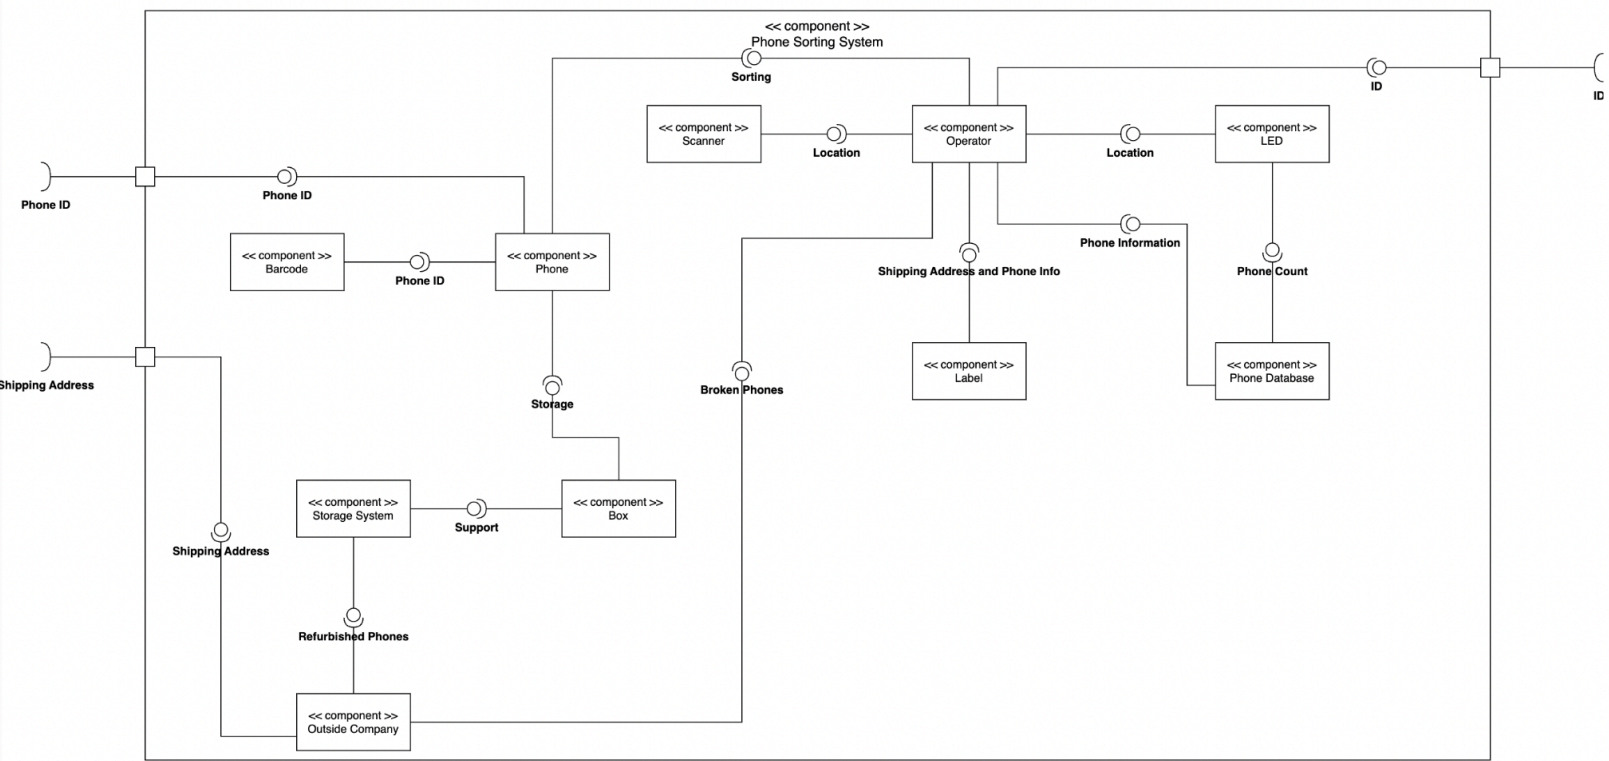 << component >>
Phone Sorting System
Sorting
ID
ID
<< component >>
Scanner
Location
<< component >>
Operator
Location
<< component >>
LED
Phone ID
Phone ID
<< component >>
Barcode
Phone ID
<< component >>
Phone
Phone Information
Shipping Address and Phone Info
Phone Count
<< component >>
Label
<< component >>
Phone Database
Shipping Address
Storage
Broken Phones
<< component >>
Storage System
Support
<< component >>
Box
Shipping Address
Refurbished Phones
<< component >>
Outside Company